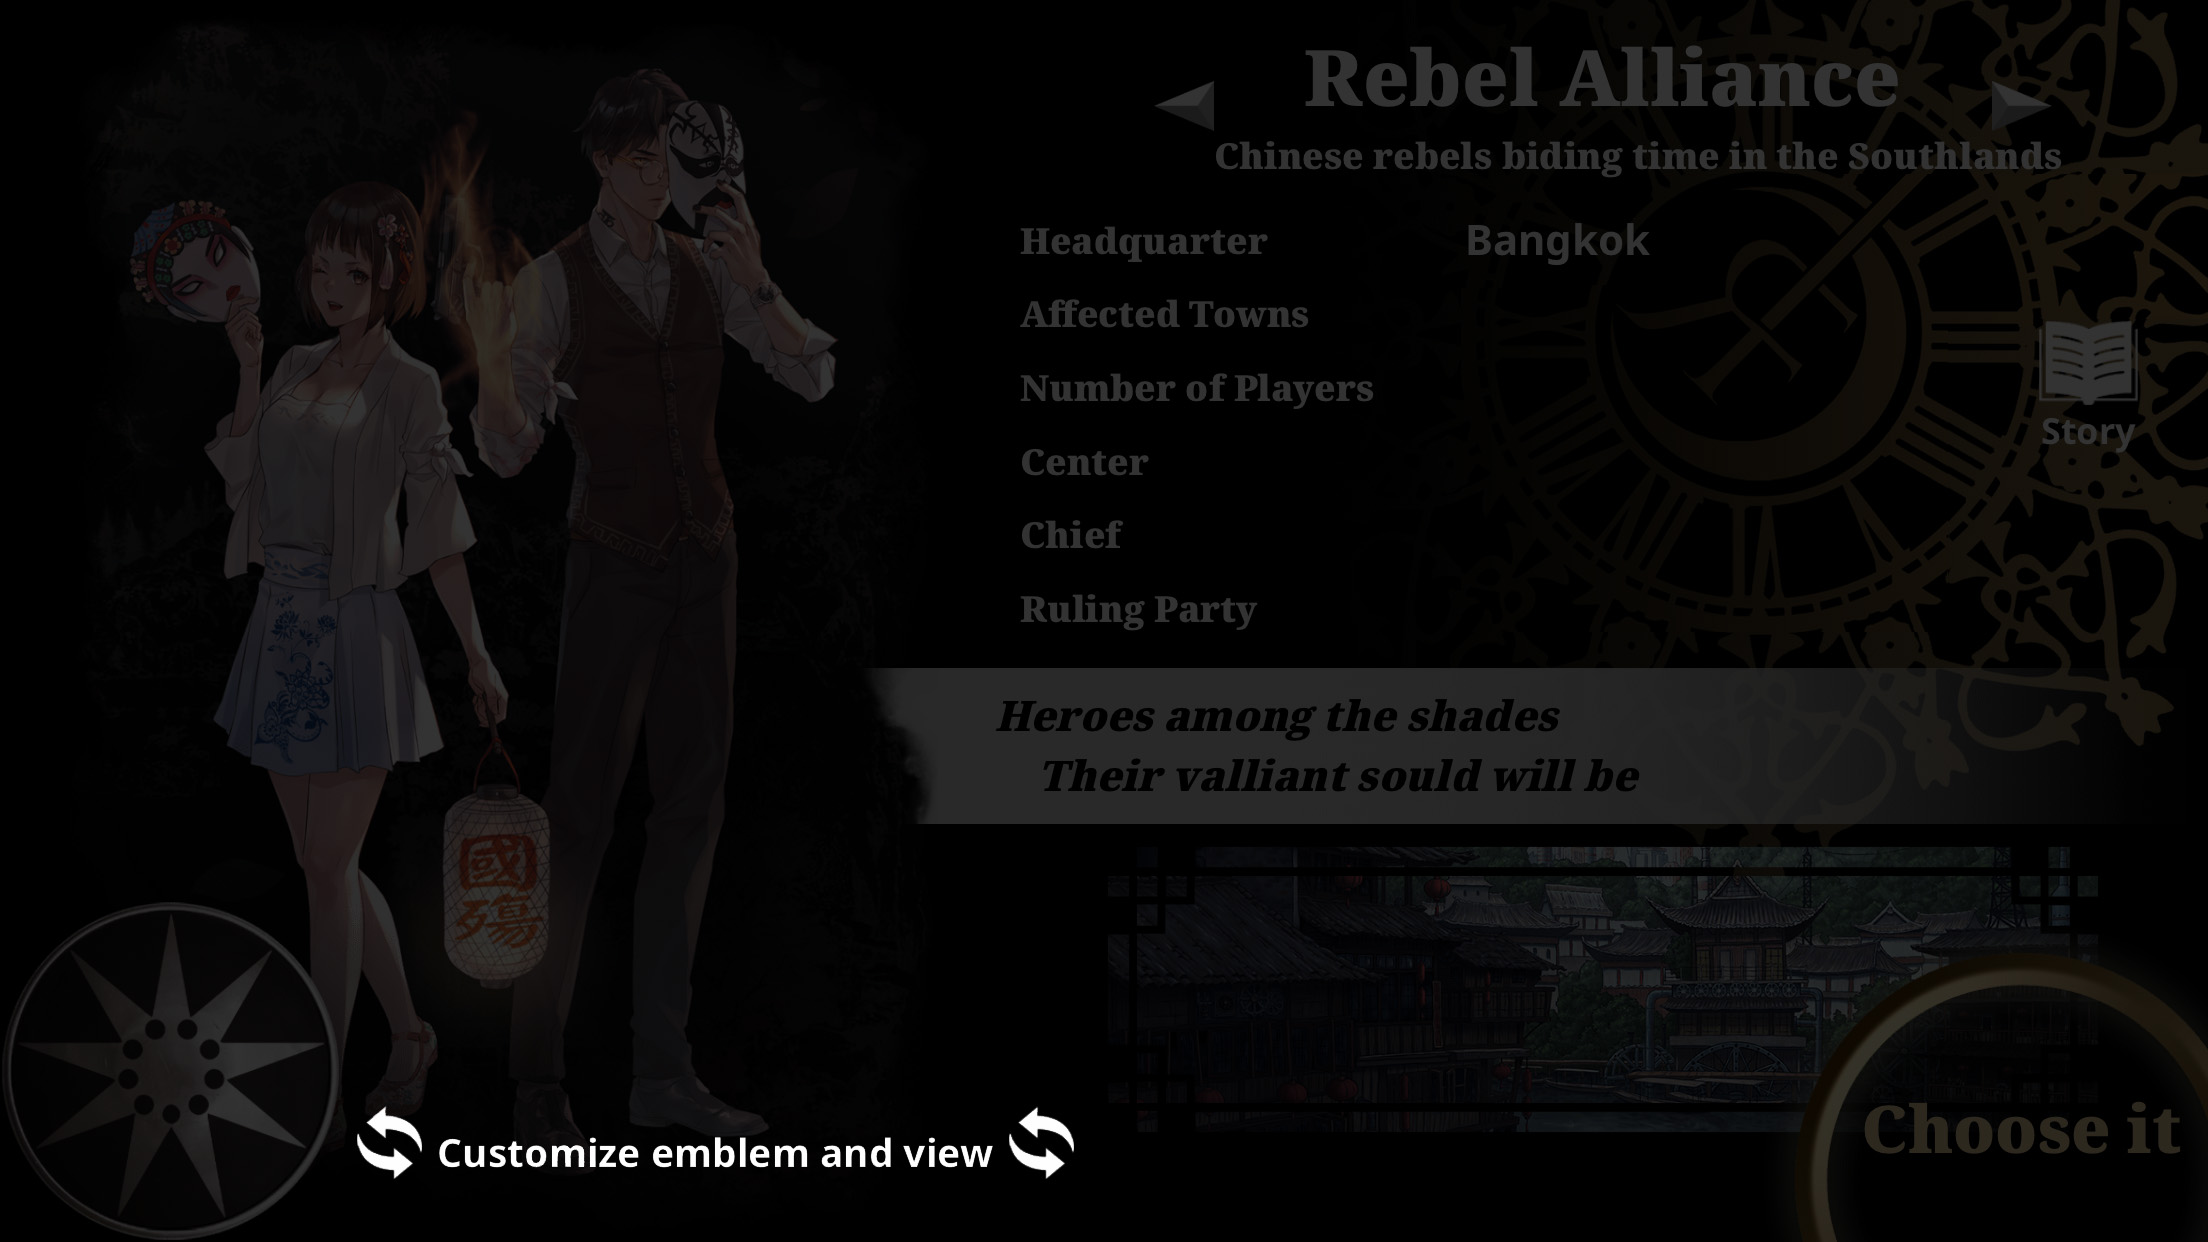 Rebel Alliance
Chinese rebels biding time in the Southlands
Headquarter Bangkok
Affected Towns
Number of Players
Center
Chief
Ruling Party
Story
Heroes among the shades
Their valliant sould will be
國
殤
Customize emblem and view
Choose it